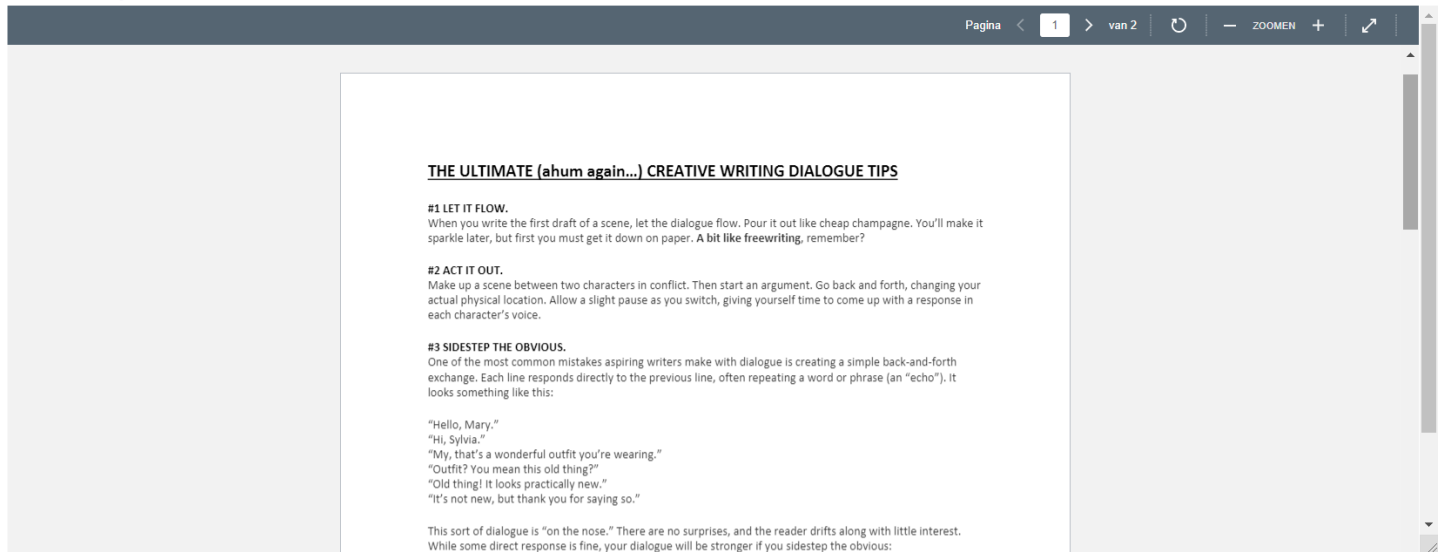 Pagina 1 van 2 ZOOMEN
THE ULTIMATE (ahum again…) CREATIVE WRITING DIALOGUE TIPS
#1 LET IT FLOW.
When you write the first draft of a scene, let the dialogue flow. Pour it out like cheap champagne. You’ll make it
sparkle later, but first you must get it down on paper. A bit like freewriting, remember?
#2 ACT IT OUT.
Make up a scene between two characters in conflict. Then start an argument. Go back and forth, changing your
actual physical location. Allow a slight pause as you switch, giving yourself time to come up with a response in
each character’s voice.
#3 SIDESTEP THE OBVIOUS.
One of the most common mistakes aspiring writers make with dialogue is creating a simple back-and-forth
exchange. Each line responds directly to the previous line, often repeating a word or phrase (an “echo”). It
looks something like this:
“Hello, Mary.”
“Hi, Sylvia.”
“My, that’s a wonderful outfit you’re wearing.”
“Outfit? You mean this old thing?”
“Old thing! It looks practically new.”
“It’s not new, but thank you for saying so.”
This sort of dialogue is “on the nose.” There are no surprises, and the reader drifts along with little interest.
While some direct response is fine, your dialogue will be stronger if you sidestep the obvious: